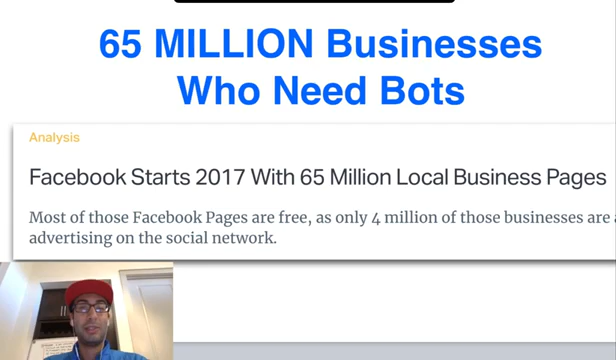 65 MILLION Businesses
Who Need Bots
Analysis
Facebook Starts 2017 With 65 Million Local Business Pages
Most of those Facebook Pages are free, as only 4 million of those businesses are
advertising on the social network.